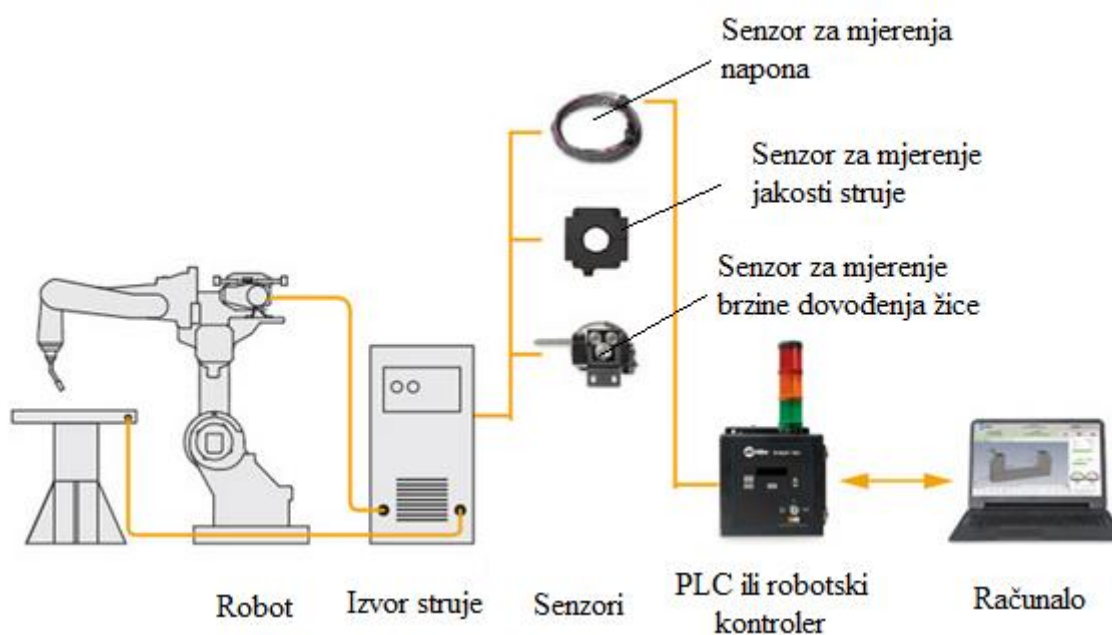 Senzor za mjerenja
napona
Senzor za mjerenje
jakosti struje
Senzor za mjerenje
brzine dovođenja žice
Robot
Izvor struje
Senzori
PLC ili robotski
kontroler
Računalo